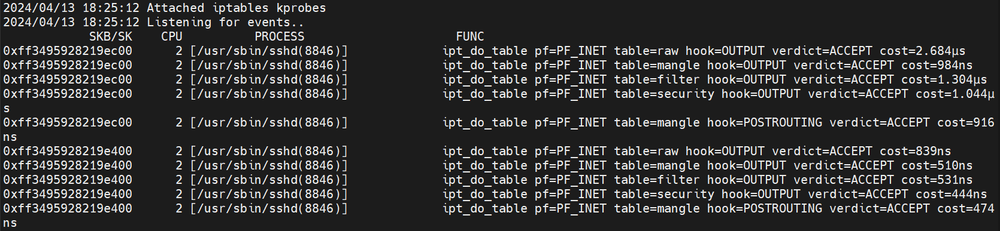 2024/04/13 18:25:12 Attached iptables kprobes
2024/04/13 18:25:12 Listening for events..
            SKB/SK    CPU          PROCESS                     FUNC
0xff3495928219ec00      2 [/usr/sbin/sshd(8846)]             ipt_do_table pf=PF_INET table=raw hook=OUTPUT verdict=ACCEPT cost=2.684µs
0xff3495928219ec00      2 [/usr/sbin/sshd(8846)]             ipt_do_table pf=PF_INET table=mangle hook=OUTPUT verdict=ACCEPT cost=984ns
0xff3495928219ec00      2 [/usr/sbin/sshd(8846)]             ipt_do_table pf=PF_INET table=filter hook=OUTPUT verdict=ACCEPT cost=1.304µs
0xff3495928219ec00      2 [/usr/sbin/sshd(8846)]             ipt_do_table pf=PF_INET table=security hook=OUTPUT verdict=ACCEPT cost=1.044µ
s
0xff3495928219ec00      2 [/usr/sbin/sshd(8846)]             ipt_do_table pf=PF_INET table=mangle hook=POSTROUTING verdict=ACCEPT cost=916
ns
0xff3495928219e400      2 [/usr/sbin/sshd(8846)]             ipt_do_table pf=PF_INET table=raw hook=OUTPUT verdict=ACCEPT cost=839ns
0xff3495928219e400      2 [/usr/sbin/sshd(8846)]             ipt_do_table pf=PF_INET table=mangle hook=OUTPUT verdict=ACCEPT cost=510ns
0xff3495928219e400      2 [/usr/sbin/sshd(8846)]             ipt_do_table pf=PF_INET table=filter hook=OUTPUT verdict=ACCEPT cost=531ns
0xff3495928219e400      2 [/usr/sbin/sshd(8846)]             ipt_do_table pf=PF_INET table=security hook=OUTPUT verdict=ACCEPT cost=444ns
0xff3495928219e400      2 [/usr/sbin/sshd(8846)]             ipt_do_table pf=PF_INET table=mangle hook=POSTROUTING verdict=ACCEPT cost=474
ns